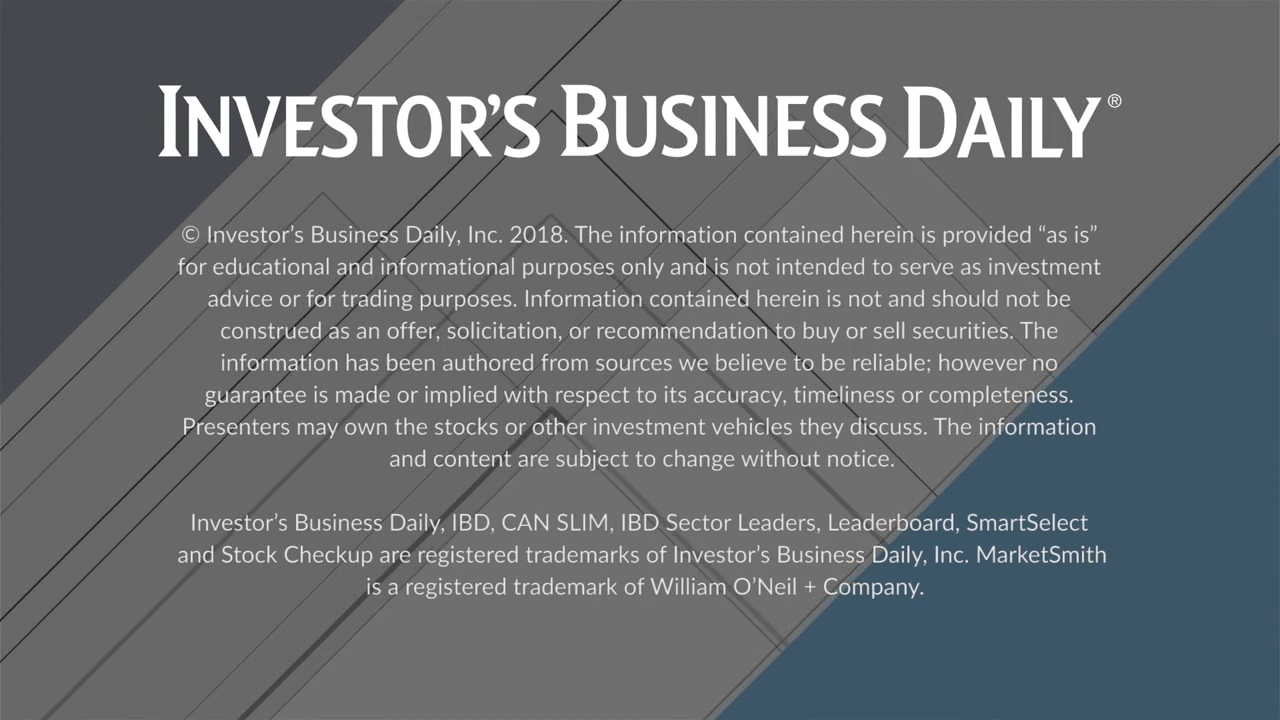 INVESTOR'S BUSINESS DAILY®
© Investor's Business Daily, Inc. 2018. The information contained herein is provided “as is”
for educational and informational purposes only and is not intended to serve as investment
advice or for trading purposes. Information contained herein is not and should not be
construed as an offer, solicitation, or recommendation to buy or sell securities. The
information has been authored from sources we believe to be reliable; however no
guarantee is made or implied with respect to its accuracy, timeliness or completeness.
Presenters may own the stocks or other investment vehicles they discuss. The information
and content are subject to change without notice.
Investor's Business Daily, IBD, CAN SLIM, IBD Sector Leaders, Leaderboard, SmartSelect
and Stock Checkup are registered trademarks of Investor's Business Daily, Inc. MarketSmith
is a registered trademark of William O'Neil + Company.